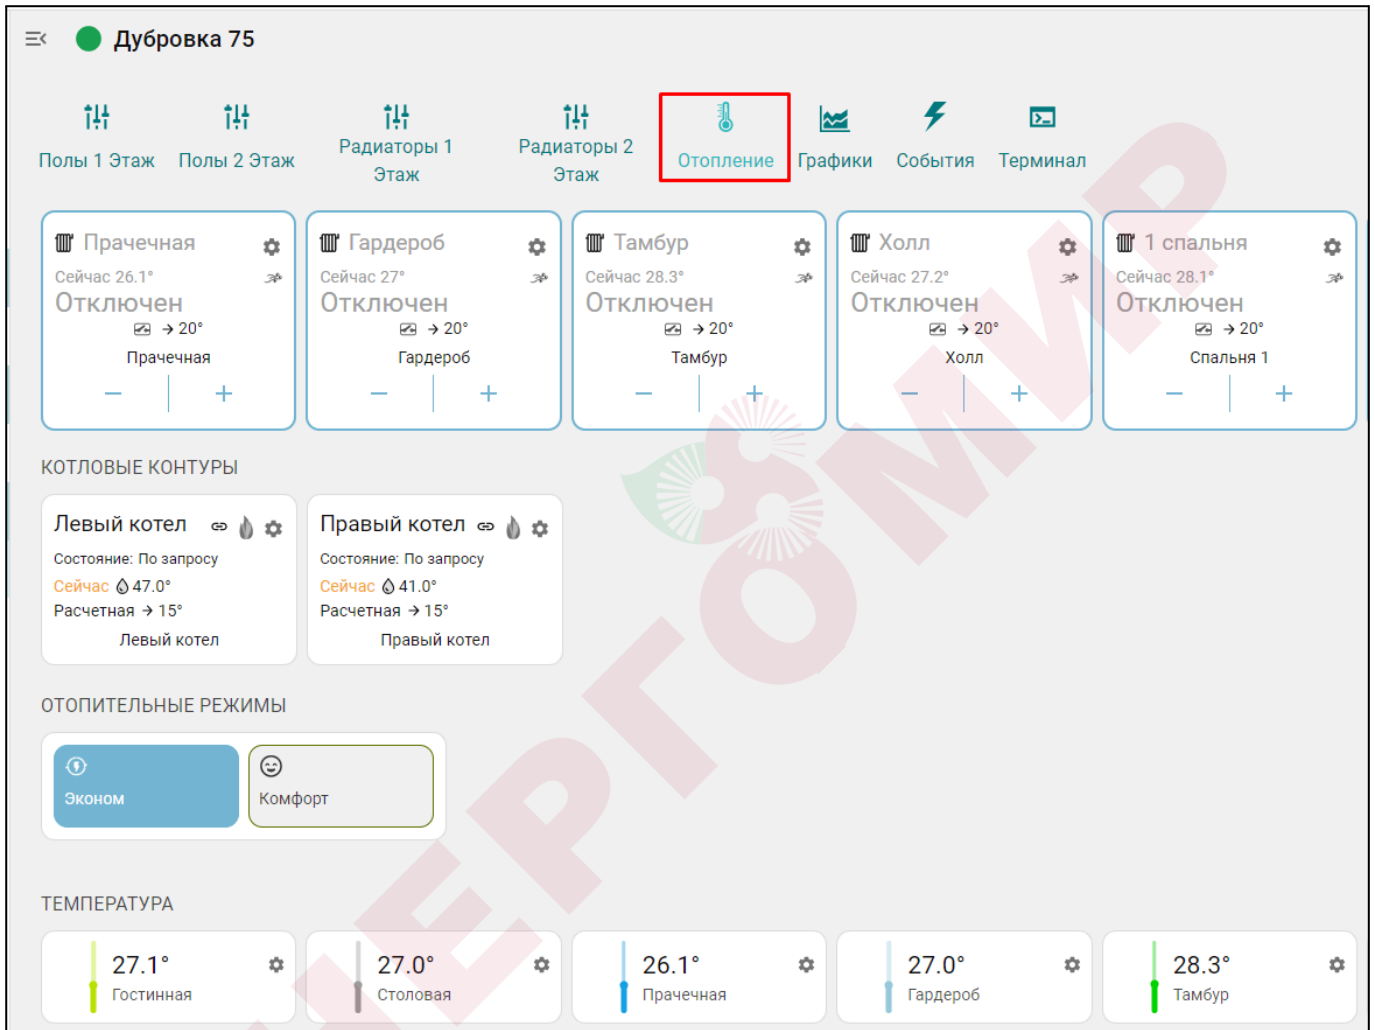 Дубровка 75
Полы 1 Этаж Полы 2 Этаж Радиаторы 1 Этаж Радиаторы 2 Этаж Отопление Графики События Терминал
Прачечная Гардероб Тамбур Холл 1 спальня
Сейчас 26.1° Сейчас 27° Сейчас 28.3° Сейчас 27.2° Сейчас 28.1°
Отключен Отключен Отключен Отключен Отключен
→ 20° → 20° → 20° → 20° → 20°
Прачечная Гардероб Тамбур Холл Спальня 1
− + − + − + − + − +
КОТЛОВЫЕ КОНТУРЫ
Левый котел Правый котел
Состояние: По запросу Состояние: По запросу
Сейчас 47.0° Сейчас 41.0°
Расчетная → 15° Расчетная → 15°
Левый котел Правый котел
ОТОПИТЕЛЬНЫЕ РЕЖИМЫ
Эконом Комфорт
ТЕМПЕРАТУРА
27.1° 27.0° 26.1° 27.0° 28.3°
Гостинная Столовая Прачечная Гардероб Тамбур
НЕРГОМИР